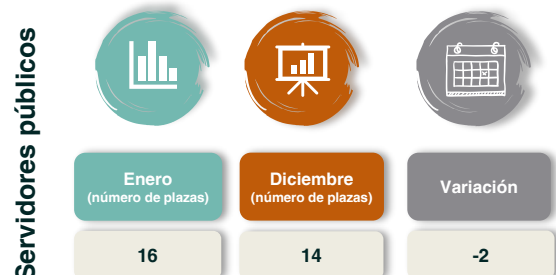 Servidores públicos
Enero
(número de plazas)
Diciembre
(número de plazas)
Variación
16
14
-2